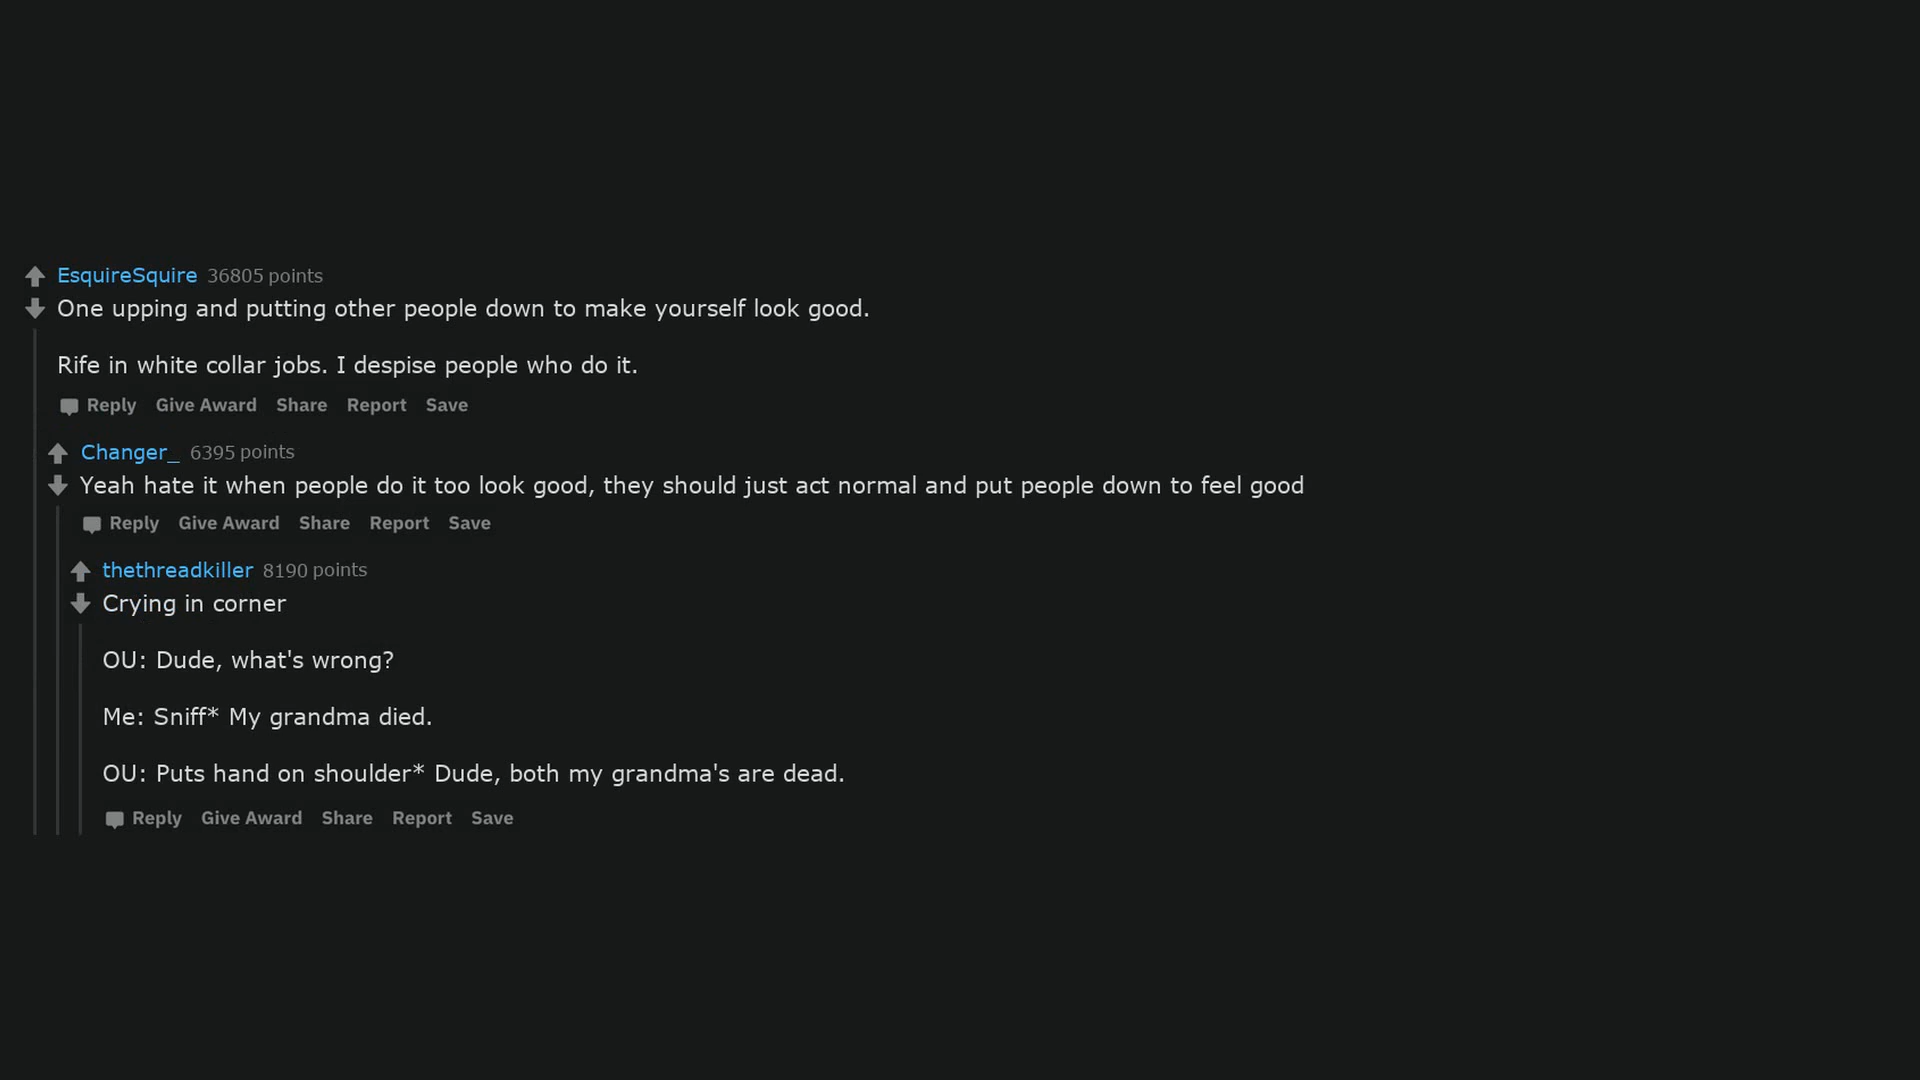 EsquireSquire 36805 points
One upping and putting other people down to make yourself look good.
Rife in white collar jobs. I despise people who do it.
Reply Give Award Share Report Save
Changer_ 6395 points
Yeah hate it when people do it too look good, they should just act normal and put people down to feel good
Reply Give Award Share Report Save
thethreadkiller 8190 points
Crying in corner
OU: Dude, what's wrong?
Me: Sniff* My grandma died.
OU: Puts hand on shoulder* Dude, both my grandma's are dead.
Reply Give Award Share Report Save